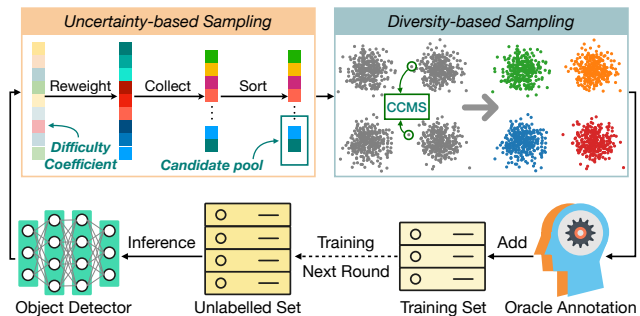 Uncertainty-based Sampling
Diversity-based Sampling
Reweight
Collect
Sort
Difficulty
Coefficient
Candidate pool
CCMS
Inference
Training
Next Round
Add
Object Detector
Unlabelled Set
Training Set
Oracle Annotation